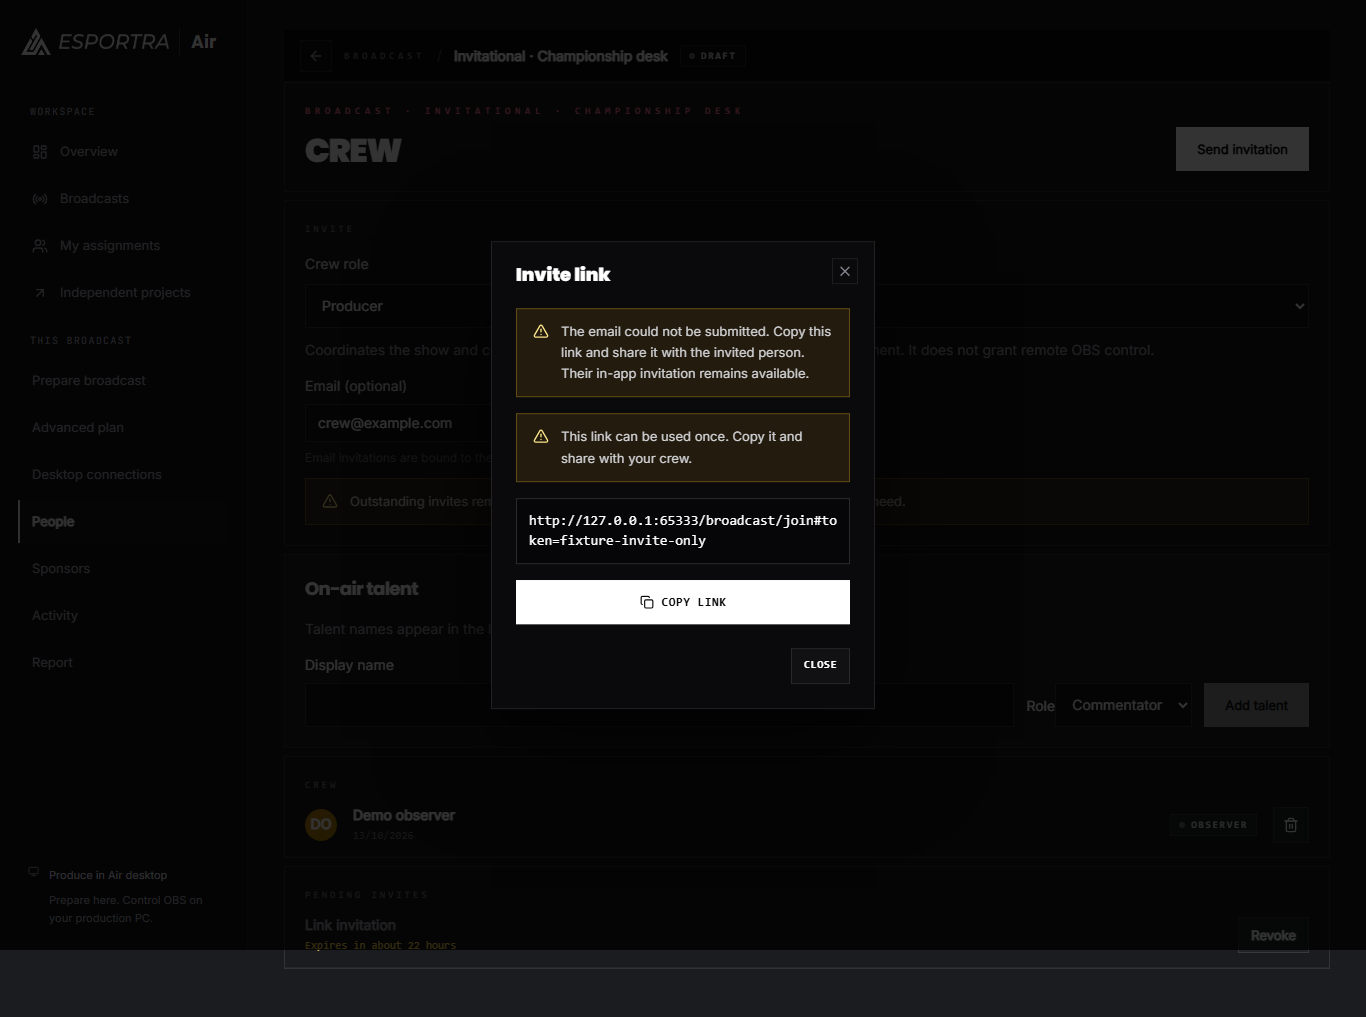 ESPORTRA Air
WORKSPACE
Overview
Broadcasts
My assignments
Independent projects
THIS BROADCAST
Prepare broadcast
Advanced plan
Desktop connections
People
Sponsors
Activity
Report
Produce in Air desktop
Prepare here. Control OBS on
your production PC.
BROADCAST / Invitational · Championship desk DRAFT
BROADCAST · INVITATIONAL · CHAMPIONSHIP DESK
CREW
Send invitation
INVITE
Crew role
Producer
Coordinates the show and c
ent. It does not grant remote OBS control.
Email (optional)
crew@example.com
Email invitations are bound to the
Outstanding invites rem
need.
On-air talent
Talent names appear in the
Display name
Role Commentator Add talent
CREW
DO Demo observer
13/10/2026
OBSERVER
PENDING INVITES
Link invitation
Expires in about 22 hours
Revoke
Invite link
The email could not be submitted. Copy this
link and share it with the invited person.
Their in-app invitation remains available.
This link can be used once. Copy it and
share with your crew.
http://127.0.0.1:65333/broadcast/join#to
ken=fixture-invite-only
COPY LINK
CLOSE